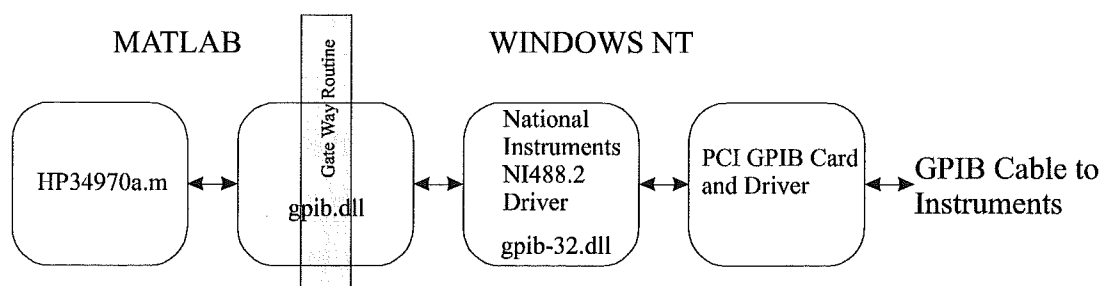 MATLAB
WINDOWS NT
Gate Way Routine
HP34970a.m
gpib.dll
National
Instruments
NI488.2
Driver
gpib-32.dll
PCI GPIB Card
and Driver
GPIB Cable to
Instruments